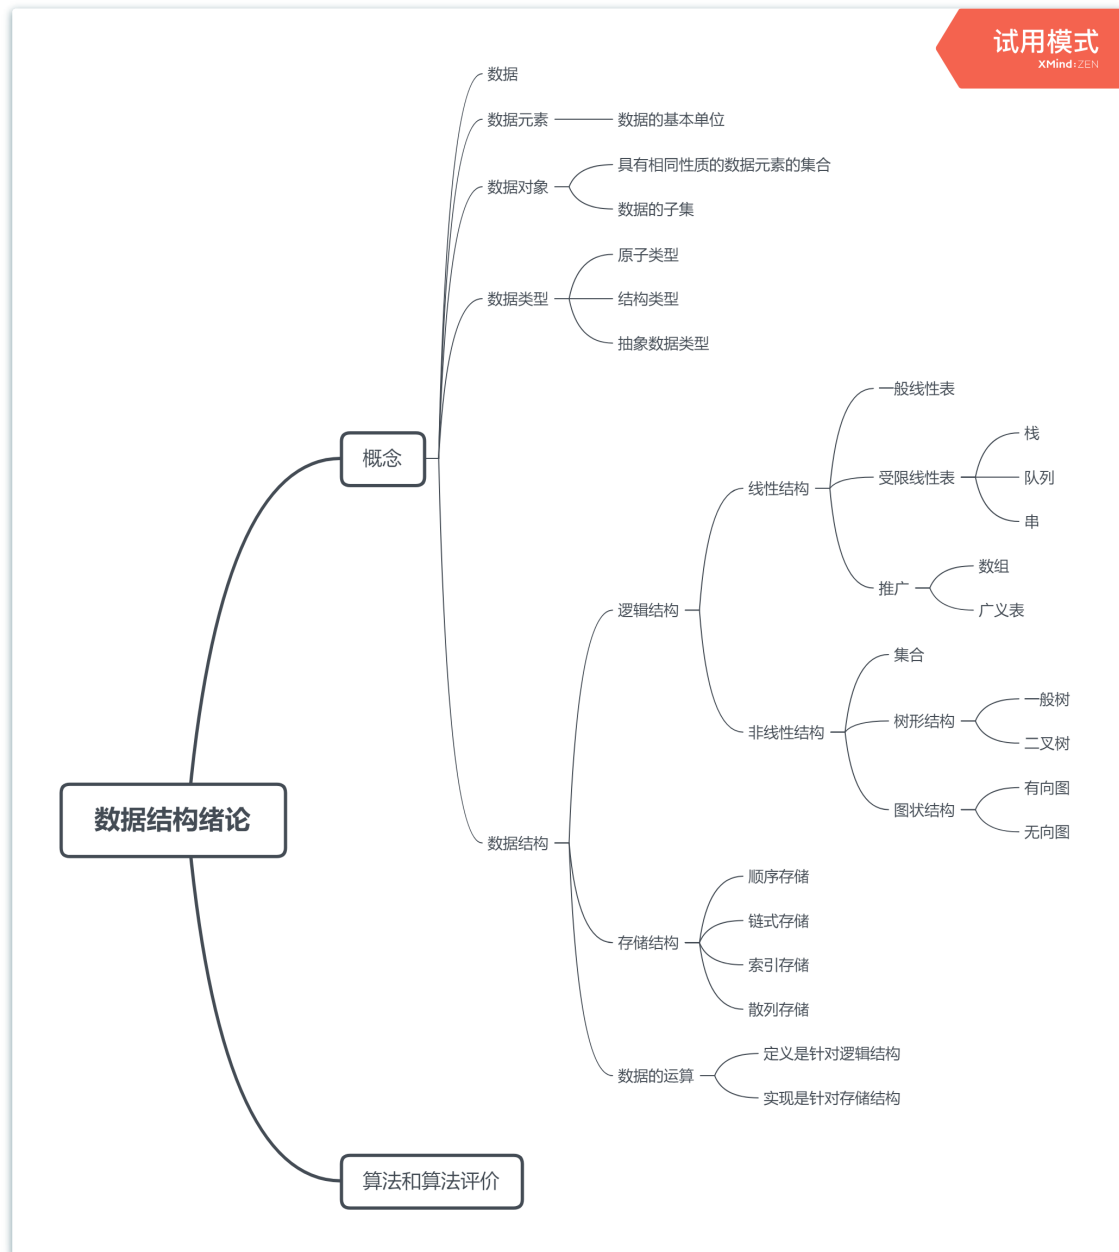 试用模式
XMind:ZEN
数据
数据元素
数据的基本单位
数据对象
具有相同性质的数据元素的集合
数据的子集
数据类型
原子类型
结构类型
抽象数据类型
概念
数据结构
逻辑结构
线性结构
一般线性表
受限线性表
栈
队列
串
推广
数组
广义表
非线性结构
集合
树形结构
一般树
二叉树
图状结构
有向图
无向图
存储结构
顺序存储
链式存储
索引存储
散列存储
数据的运算
定义是针对逻辑结构
实现是针对存储结构
数据结构绪论
算法和算法评价